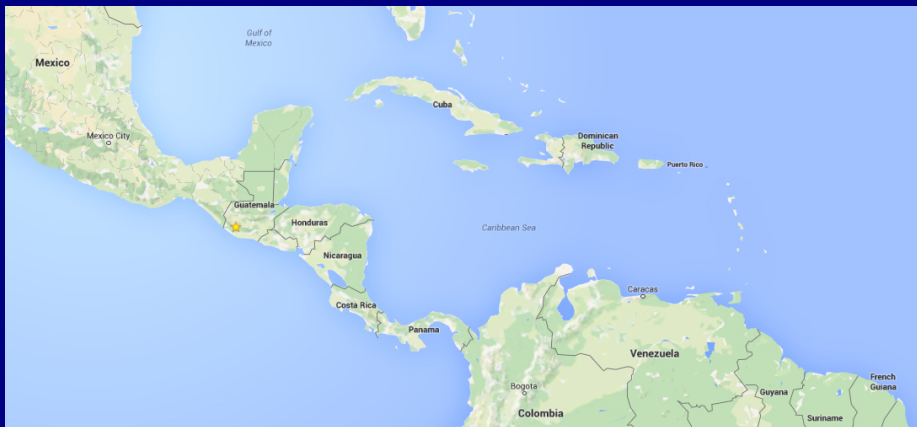 Gulf of
Mexico
Mexico
Cuba
Mexico City
Dominican
Republic
Puerto Rico
Guatemala
Honduras
Caribbean Sea
Nicaragua
Caracas
Costa Rica
Panama
Venezuela
French
Guiana
Bogota
Guyana
Colombia
Suriname